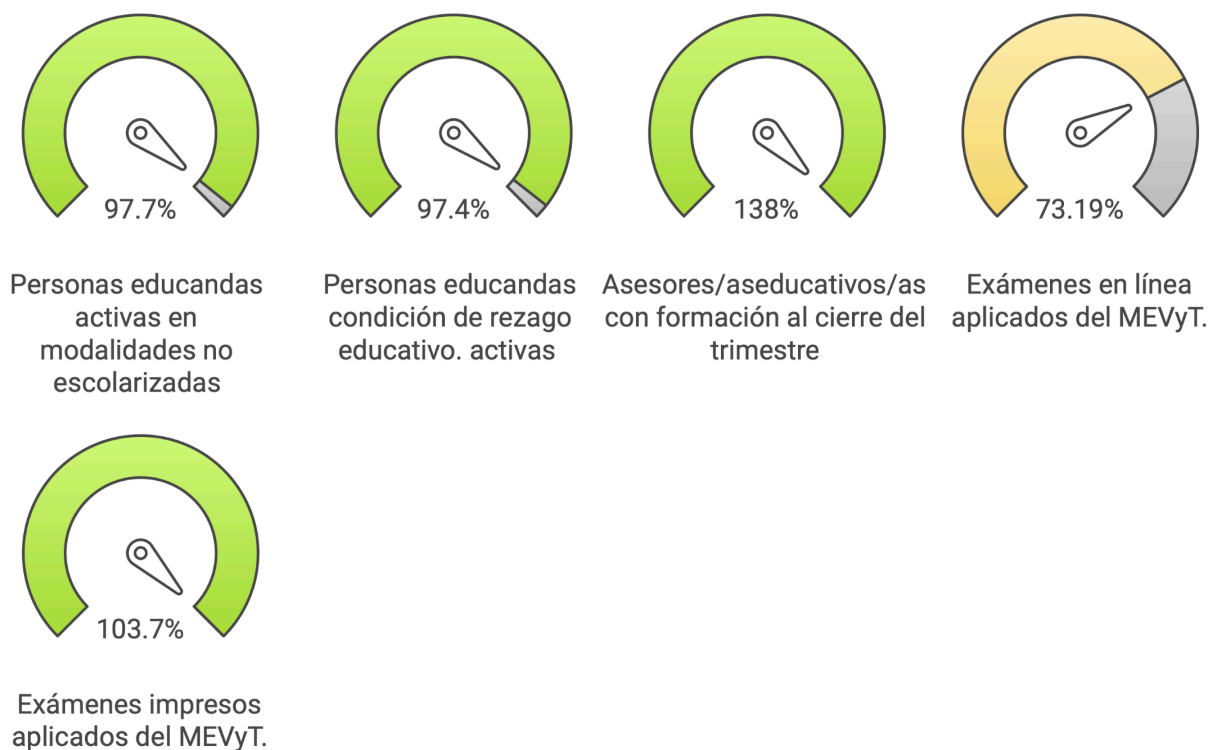 97.7%
Personas educandas
activas en
modalidades no
escolarizadas
97.4%
Personas educandas
condición de rezago
educativo. activas
138%
Asesores/aseducativos/as
con formación al cierre del
trimestre
73.19%
Exámenes en línea
aplicados del MEVyT.
103.7%
Exámenes impresos
aplicados del MEVyT.